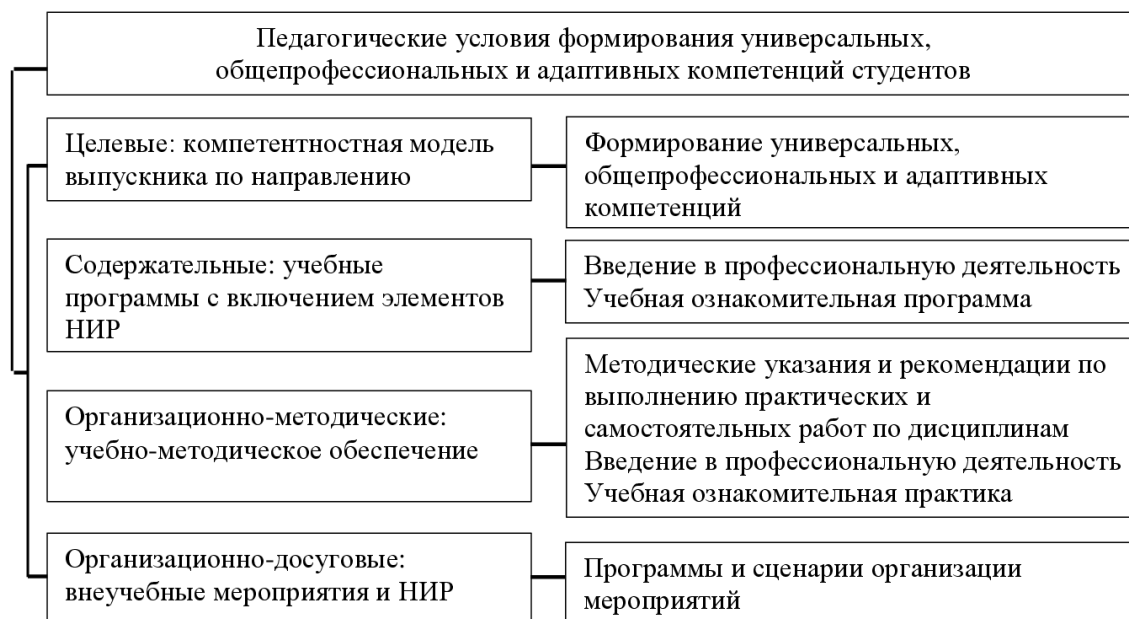 Педагогические условия формирования универсальных,
общепрофессиональных и адаптивных компетенций студентов
Целевые: компетентностная модель
выпускника по направлению
Формирование универсальных,
общепрофессиональных и адаптивных
компетенций
Содержательные: учебные
программы с включением элементов
НИР
Введение в профессиональную деятельность
Учебная ознакомительная программа
Организационно-методические:
учебно-методическое обеспечение
Методические указания и рекомендации по
выполнению практических и
самостоятельных работ по дисциплинам
Введение в профессиональную деятельность
Учебная ознакомительная практика
Организационно-досуговые:
внеучебные мероприятия и НИР
Программы и сценарии организации
мероприятий